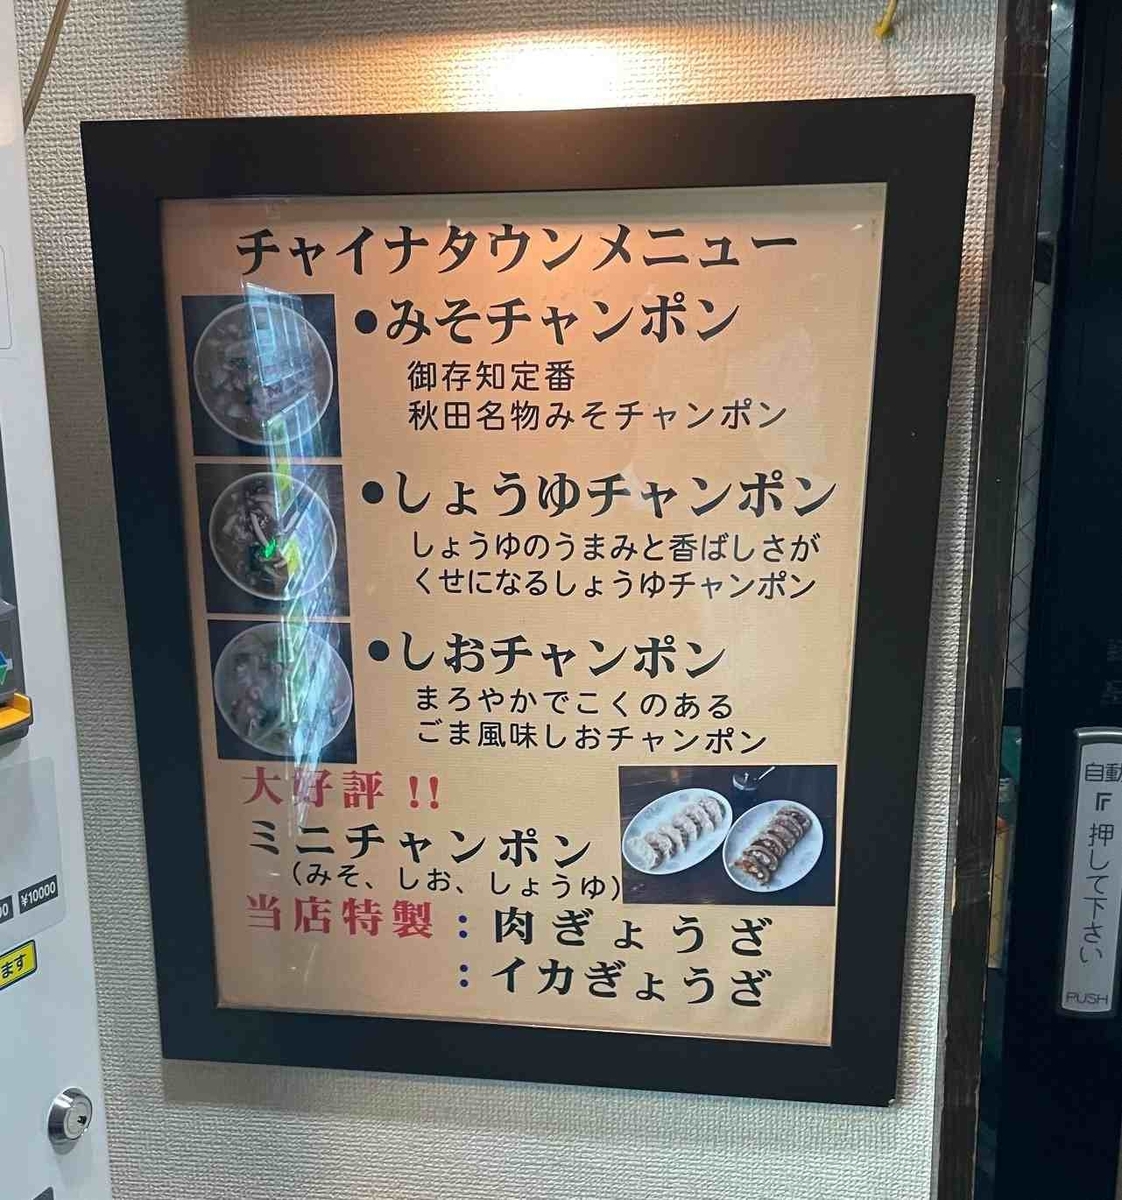 チャイナタウンメニュー
●みそチャンポン
御存知定番
秋田名物みそチャンポン
●しょうゆチャンポン
しょうゆのうまみと香ばしさが
くせになるしょうゆチャンポン
●しおチャンポン
まろやかでこくのある
ごま風味しおチャンポン
大好評!!
ミニチャンポン
(みそ、しお、しょうゆ)
当店特製:肉ぎょうざ
:イカぎょうざ
¥10000
ます
自動
押して下さい
PUSH